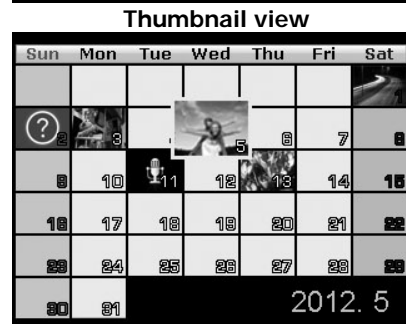 Thumbnail view
Sun Mon Tue Wed Thu Fri Sat
1
? 2 3 5 6 7 8
9 10 11 12 13 14 15
16 17 18 19 20 21 22
23 24 25 26 27 28 29
30 31 2012. 5